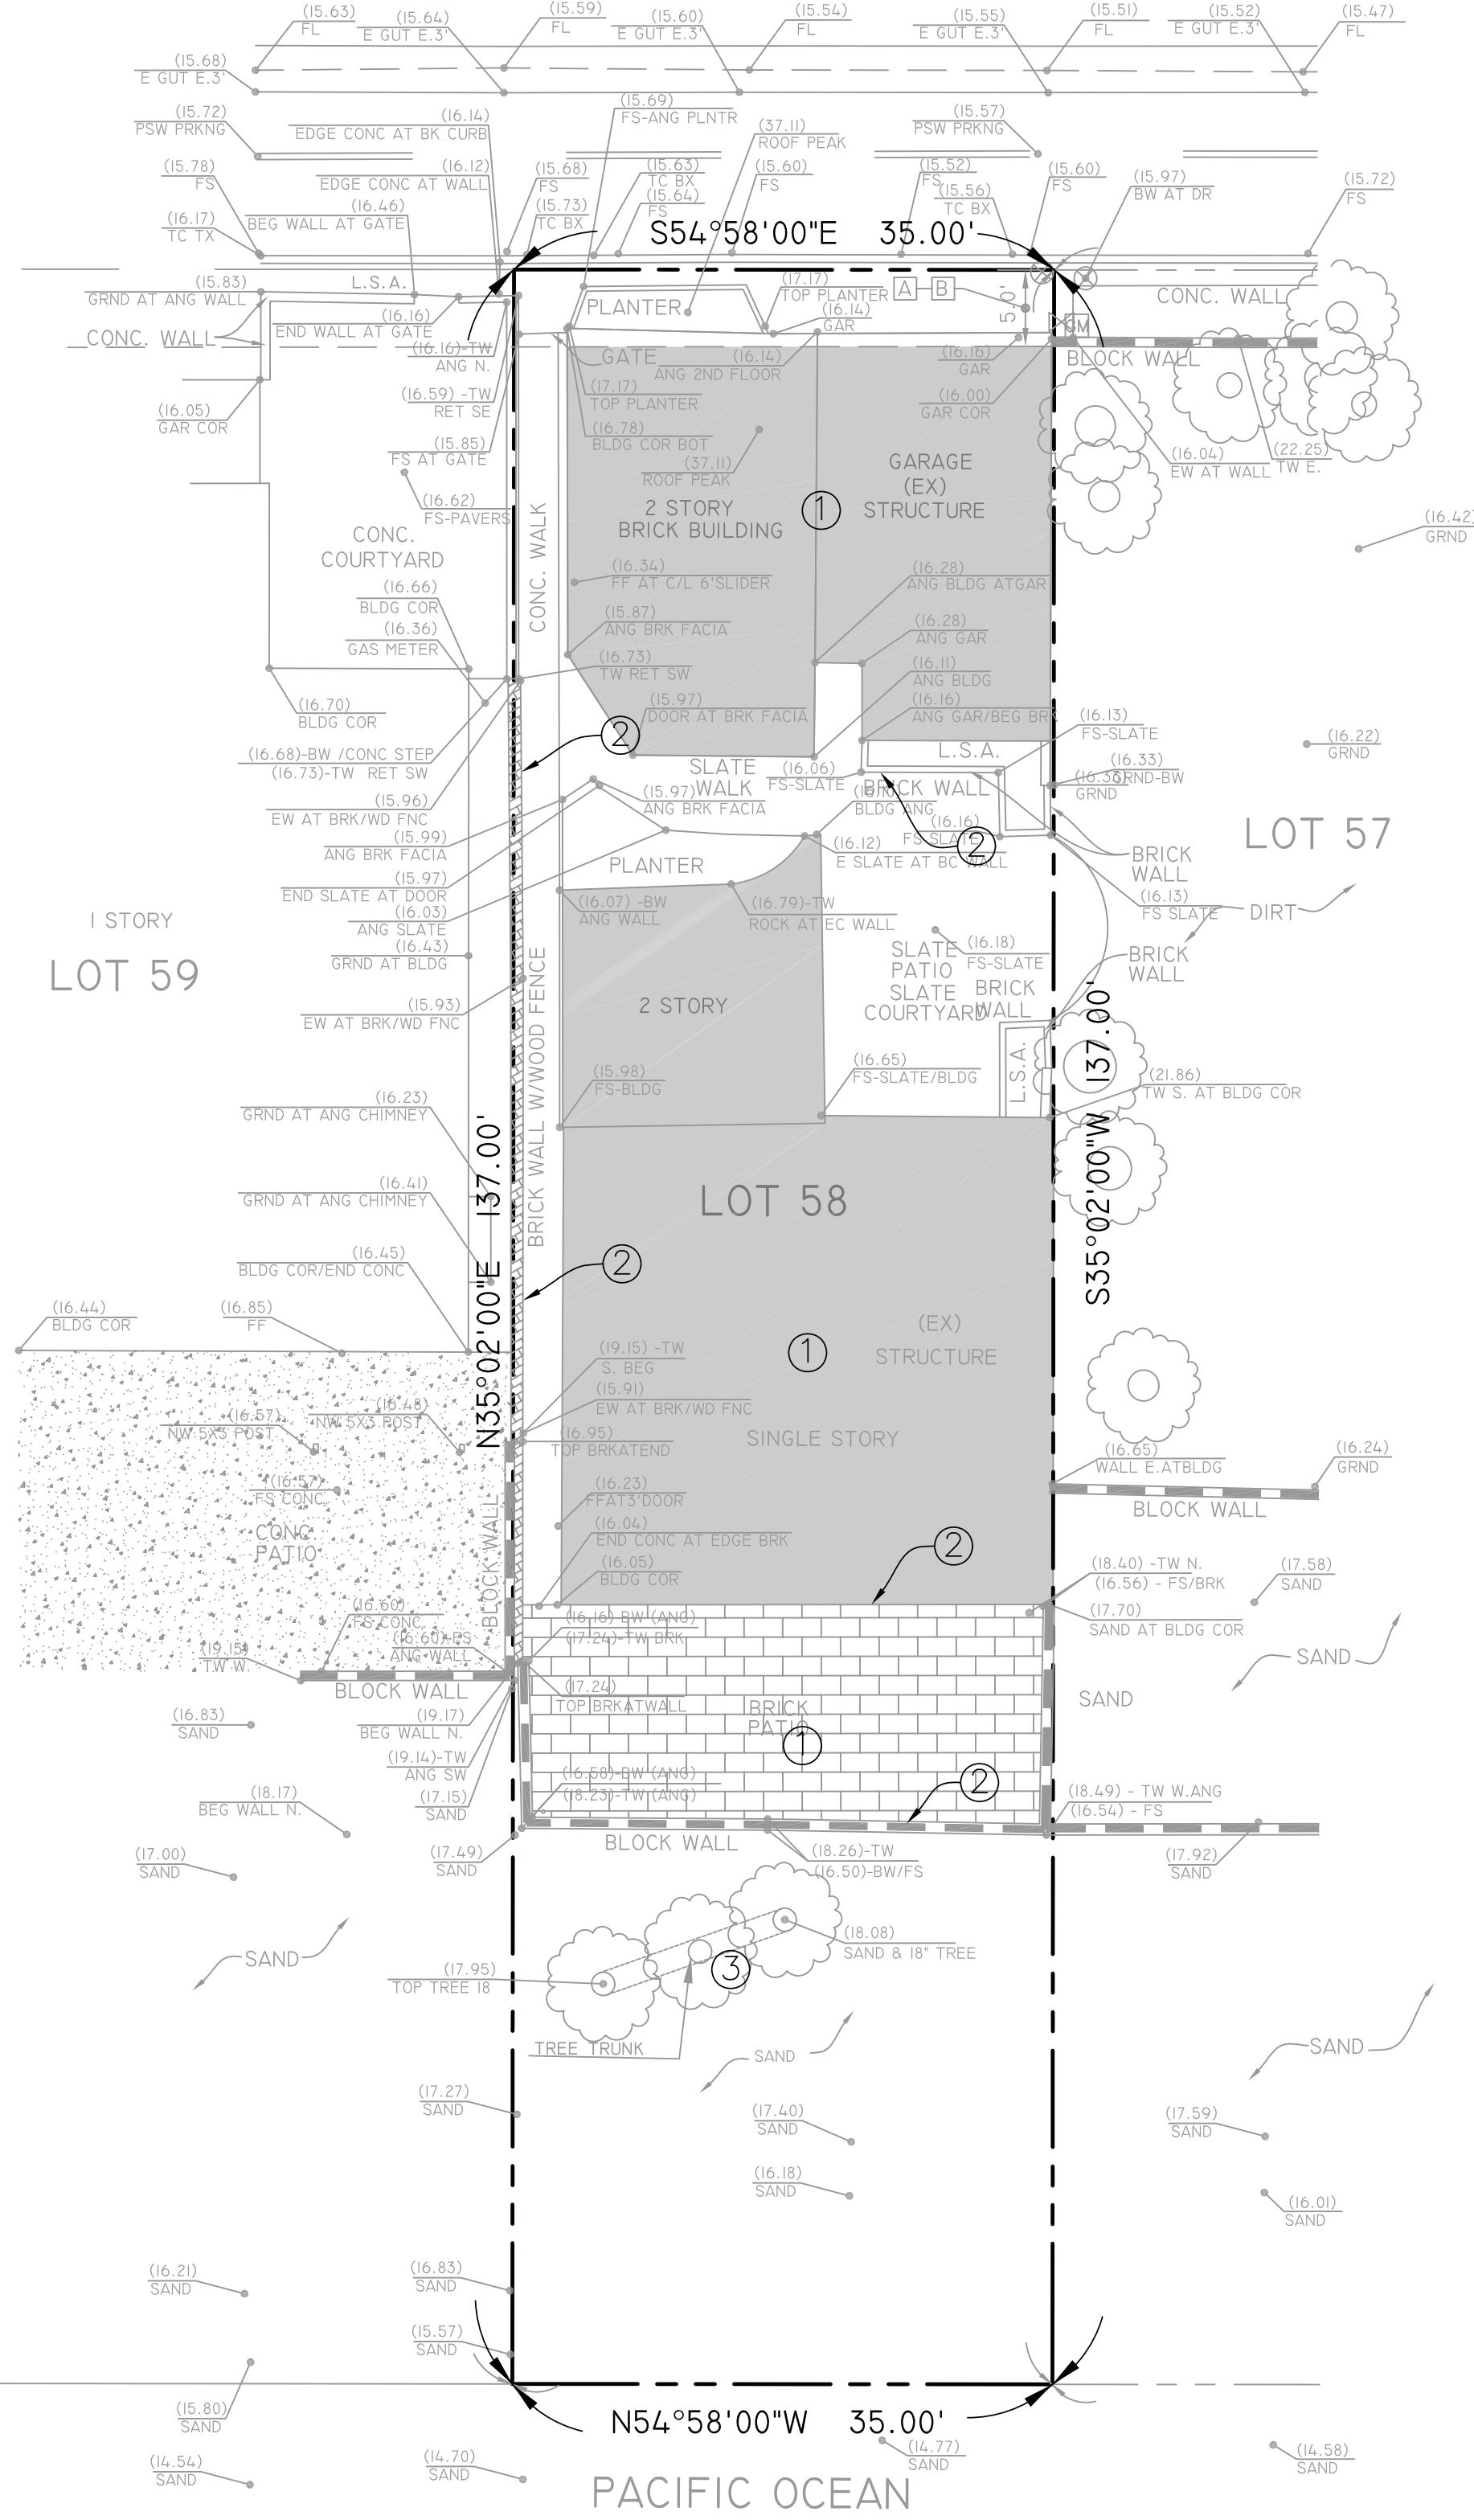 (15.63)
FL
(15.64)
E GUT E.3'
(15.59)
FL
(15.60)
E GUT E.3'
(15.54)
FL
(15.55)
E GUT E.3'
(15.51)
FL
(15.52)
E GUT E.3'
(15.47)
FL
(15.68)
E GUT E.3'
(15.72)
PSW PRKNG
(16.14)
EDGE CONC AT BK CURB
(15.69)
FS-ANG PLNTR
(37.11)
ROOF PEAK
(15.57)
PSW PRKNG
(15.78)
FS
(16.12)
EDGE CONC AT WALL
(15.68)
FS
(15.63)
TC BX
(15.60)
FS
(15.52)
FS
(15.60)
FS
(15.97)
BW AT DR
(15.72)
FS
(16.17)
TC TX
(16.46)
BEG WALL AT GATE
(15.73)
TC BX
(15.64)
FS
(15.56)
TC BX
S54°58'00"E 35.00'
(15.83)
GRND AT ANG WALL
L.S.A.
PLANTER
(17.17)
TOP PLANTER
A
B
5.0'
CONC. WALL
CONC. WALL
(16.16)
END WALL AT GATE
(16.14)
GAR
GM
(16.16)-TW
ANG N.
GATE
(16.14)
ANG 2ND FLOOR
(16.16)
GAR
BLOCK WALL
(16.05)
GAR COR
(16.59) -TW
RET SE
(17.17)
TOP PLANTER
(16.00)
GAR COR
(15.85)
FS AT GATE
(16.78)
BLDG COR BOT
(37.11)
ROOF PEAK
GARAGE
(EX)
STRUCTURE
(16.04)
EW AT WALL
(22.25)
TW E.
(16.62)
FS-PAVERS
2 STORY
BRICK BUILDING
1
(16.42)
GRND
CONC.
COURTYARD
CONC. WALK
(16.34)
FF AT C/L 6'SLIDER
(16.28)
ANG BLDG ATGAR
(16.66)
BLDG COR
(15.87)
ANG BRK FACIA
(16.28)
ANG GAR
(16.36)
GAS METER
(16.73)
TW RET SW
(16.11)
ANG BLDG
(16.70)
BLDG COR
(15.97)
DOOR AT BRK FACIA
(16.16)
ANG GAR/BEG BRK
(16.13)
FS-SLATE
(16.22)
GRND
2
(16.68)-BW /CONC STEP
(16.73)-TW RET SW
SLATE
WALK
(16.06)
FS-SLATE
L.S.A.
BRICK WALL
(16.33)
GRND-BW
(16.33)
GRND
(15.96)
EW AT BRK/WD FNC
(15.97)
ANG BRK FACIA
BLDG ANG
(15.99)
ANG BRK FACIA
(16.16)
FS SLATE
2
LOT 57
(16.12)
E SLATE AT BC WALL
PLANTER
BRICK
WALL
(15.97)
END SLATE AT DOOR
(16.03)
ANG SLATE
(16.07) -BW
ANG WALL
(16.79)-TW
ROCK AT EC WALL
(16.13)
FS SLATE
DIRT
1 STORY
LOT 59
(16.43)
GRND AT BLDG
SLATE
PATIO
SLATE
COURTYARD
(16.18)
FS-SLATE
BRICK
WALL
BRICK
WALL
(15.93)
EW AT BRK/WD FNC
2 STORY
BRICK WALL W/WOOD FENCE
(16.65)
FS-SLATE/BLDG
L.S.A.
(15.98)
FS-BLDG
(21.86)
TW S. AT BLDG COR
(16.23)
GRND AT ANG CHIMNEY
(16.41)
GRND AT ANG CHIMNEY
LOT 58
N35°02'00"E 137.00'
S35°02'00"W 137.00'
(16.45)
BLDG COR/END CONC
2
(16.44)
BLDG COR
(16.85)
FF
(EX)
STRUCTURE
1
(19.15) -TW
S. BEG
(15.91)
EW AT BRK/WD FNC
(16.57)
NW 5X3 POST
(16.48)
NW 5X3 POST
(16.95)
TOP BRKATEND
SINGLE STORY
(16.65)
WALL E.ATBLDG
(16.24)
GRND
(16.57)
FS CONC.
(16.23)
FFAT3'DOOR
BLOCK WALL
CONC.
PATIO
BLOCK WALL
(16.04)
END CONC AT EDGE BRK
2
(16.05)
BLDG COR
(18.40) -TW N.
(16.56) - FS/BRK
(17.58)
SAND
(16.60)
FS CONC.
(16.16)-BW (ANG)
(17.24)-TW BRK
(17.70)
SAND AT BLDG COR
(19.15)
TW W.
(16.60)-FS
ANG WALL
SAND
BLOCK WALL
(17.24)
TOP BRKATWALL
BRICK
PATIO
SAND
(16.83)
SAND
(19.17)
BEG WALL N.
1
(19.14)-TW
ANG SW
(16.58)-BW (ANG)
(18.23)-TW (ANG)
2
(18.17)
BEG WALL N.
(17.15)
SAND
(18.49) - TW W.ANG
(16.54) - FS
BLOCK WALL
(17.00)
SAND
(17.49)
SAND
(18.26)-TW
(16.50)-BW/FS
(17.92)
SAND
(18.08)
SAND & 18" TREE
SAND
(17.95)
TOP TREE 18
3
TREE TRUNK
SAND
SAND
(17.27)
SAND
(17.40)
SAND
(17.59)
SAND
(16.18)
SAND
(16.01)
SAND
(16.21)
SAND
(16.83)
SAND
(15.57)
SAND
(15.80)
SAND
N54°58'00"W 35.00'
(14.54)
SAND
(14.70)
SAND
(14.77)
SAND
(14.58)
SAND
PACIFIC OCEAN